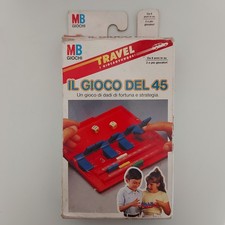 MB
GIOCHI
TRAVEL
MB
GIOCHI
IL GIOCO DEL 45
Un gioco di dadi di fortuna e strategia.